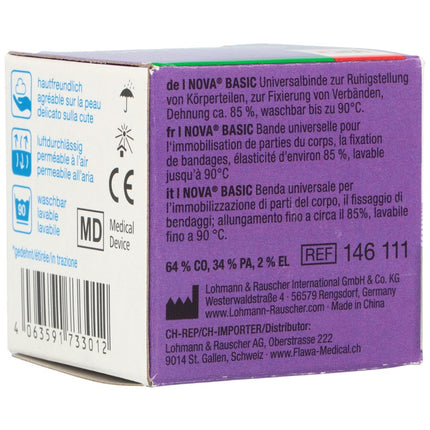 hautfreundlich
agréable sur la peau
delicato sulla cute
luftdurchlässig
perméable à l'air
permeabile all'aria
90
waschbar
lavable
lavabile
*gedehnt/étirée/in trazione
MD
Medical
Device
CE
4 063591 733012
de I NOVA® BASIC Universalbinde zur Ruhigstellung
von Körperteilen, zur Fixierung von Verbänden,
Dehnung ca. 85 %, waschbar bis zu 90°C.
fr I NOVA® BASIC Bande universelle pour
l'immobilisation de parties du corps, la fixation
de bandages, élasticité d'environ 85 %, lavable
jusqu'à 90°C
it I NOVA® BASIC Benda universale per
l'immobilizzazione di parti del corpo, il fissaggio di
bendaggi; allungamento fino a circa il 85%, lavabile
fino a 90 °C.
REF 146 111
64 % CO, 34 % PA, 2 % EL
Lohmann & Rauscher International GmbH & Co. KG
Westerwaldstraße 4 - 56579 Rengsdorf, Germany
www.Lohmann-Rauscher.com · Made in China
CH-REP/CH-IMPORTER/Distributor:
Lohmann & Rauscher AG, Oberstrasse 222
9014 St. Gallen, Schweiz, www.Flawa-Medical.ch